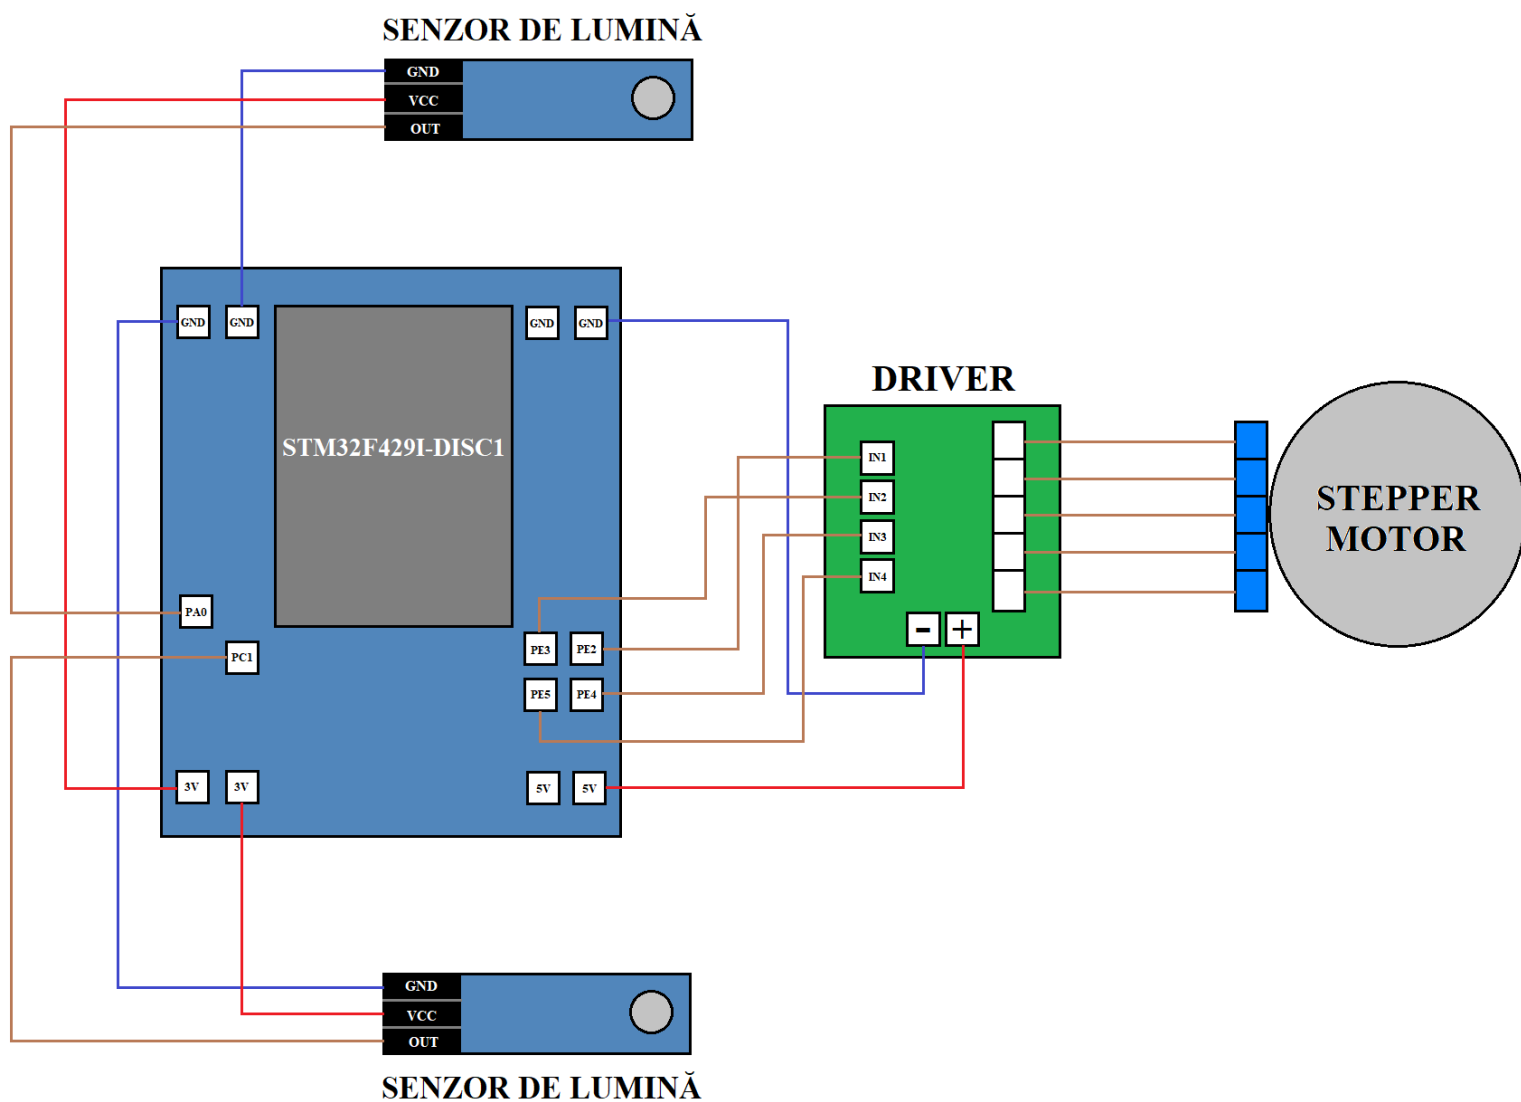 SENZOR DE LUMINĂ
GND
VCC
OUT
GND
GND
GND
GND
STM32F429I-DISC1
DRIVER
IN1
IN2
IN3
IN4
- +
STEPPER
MOTOR
PA0
PC1
PE3
PE2
PE5
PE4
3V
3V
5V
5V
GND
VCC
OUT
SENZOR DE LUMINĂ